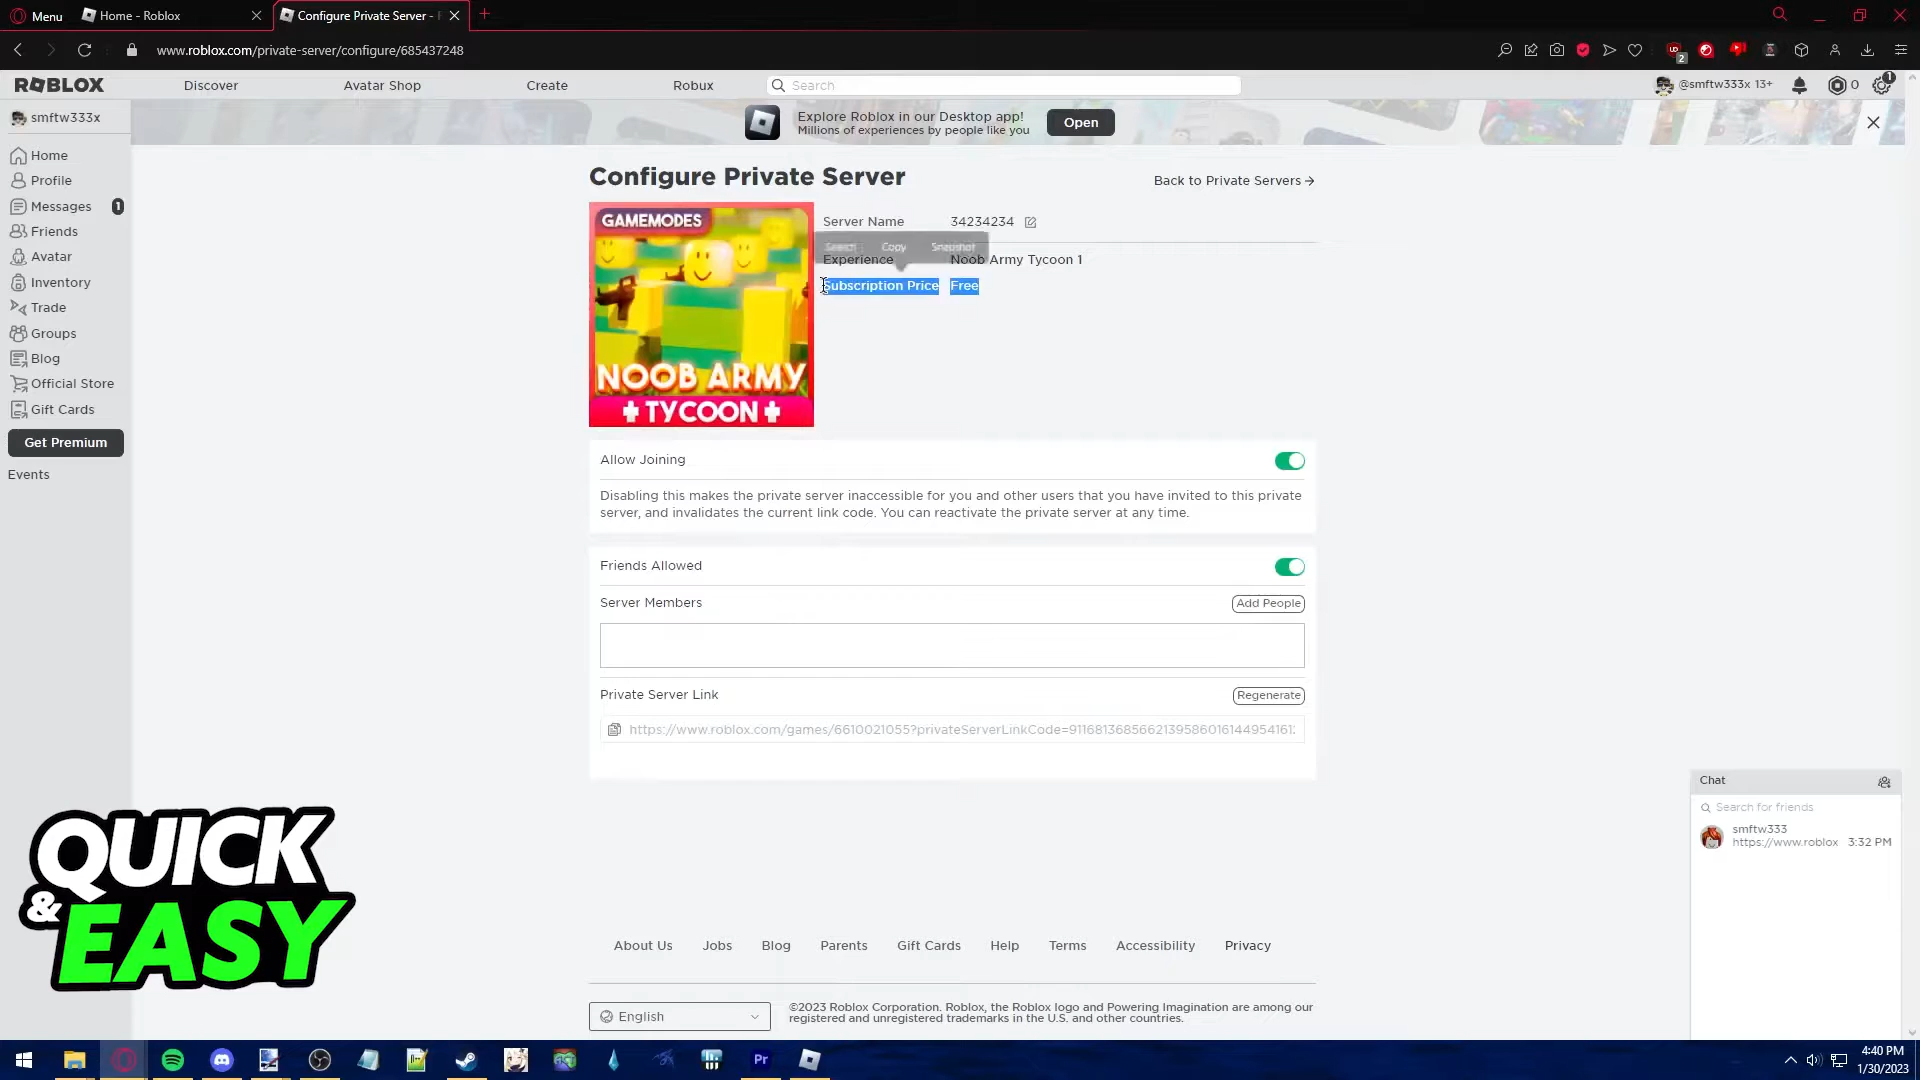 Menu
Home - Roblox
Configure Private Server -
www.roblox.com/private-server/configure/685437248
2
ROBLOX
Discover
Avatar Shop
Create
Robux
Search
@smftw333x 13+
0
1
smftw333x
Explore Roblox in our Desktop app!
Millions of experiences by people like you
Open
Home
Profile
Messages 1
Friends
Avatar
Inventory
Trade
Groups
Blog
Official Store
Gift Cards
Get Premium
Events
Configure Private Server
Back to Private Servers →
GAMEMODES
NOOB ARMY
TYCOON
Server Name 34234234
Search Copy Snapshot
Experience Noob Army Tycoon 1
Subscription Price Free
Allow Joining
Disabling this makes the private server inaccessible for you and other users that you have invited to this private
server, and invalidates the current link code. You can reactivate the private server at any time.
Friends Allowed
Server Members
Add People
Private Server Link
Regenerate
Chat
Search for friends
smftw333
https://www.roblox 3:32 PM
QUICK
& EASY
About Us
Jobs
Blog
Parents
Gift Cards
Help
Terms
Accessibility
Privacy
English
©2023 Roblox Corporation. Roblox, the Roblox logo and Powering Imagination are among our
registered and unregistered trademarks in the U.S. and other countries.
Pr
4:40 PM
1/30/2023